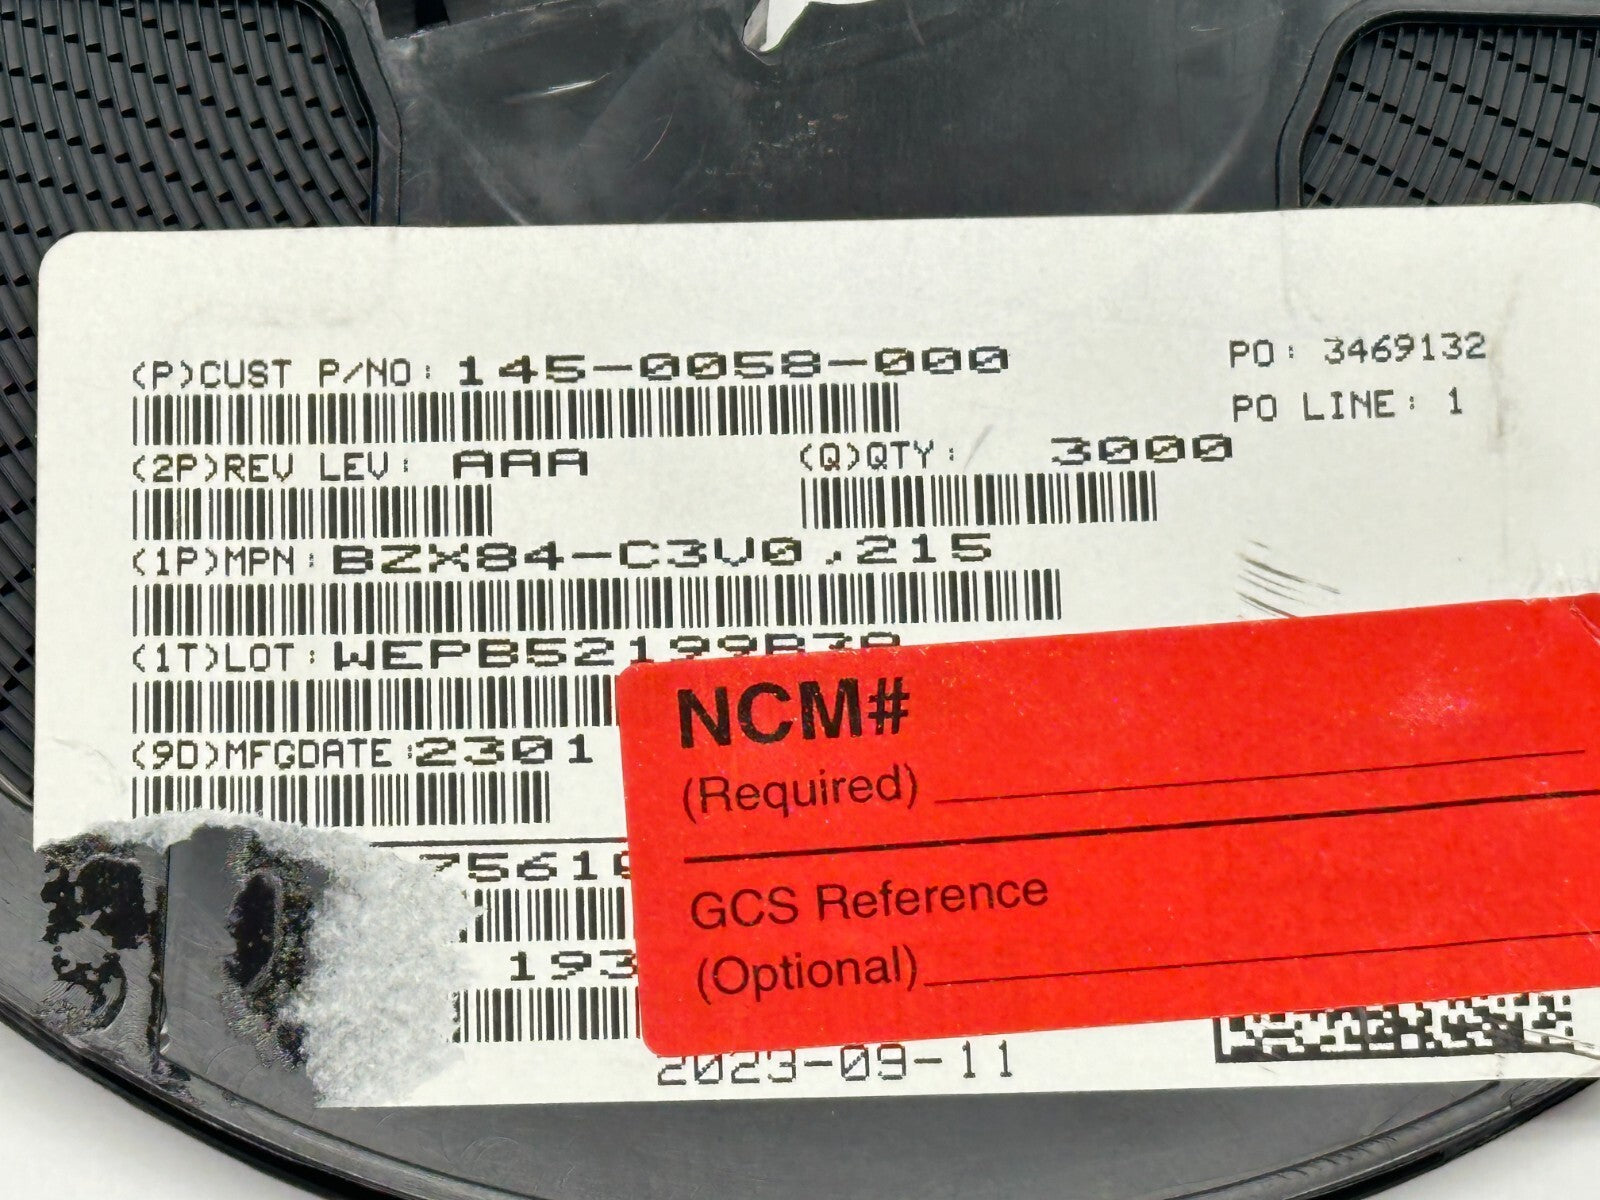 (P)CUST P/NO: 145-0058-000
PO: 3469132
PO LINE: 1
(2P)REV LEV: AAA
(Q)QTY: 3000
(1P)MPN: BZX84-C3V0,215
(1T)LOT:
(9D)MFGDATE:2301
NCM#
(Required)
GCS Reference
(Optional)
2023-09-11